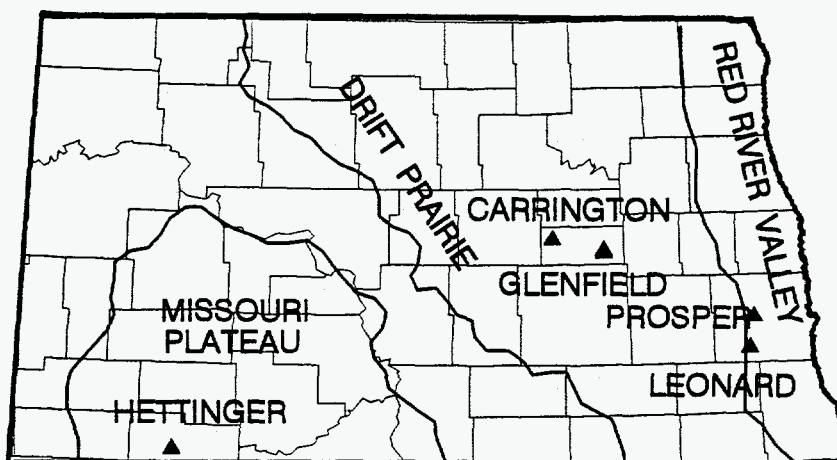 DRIFT PRAIRIE
RED RIVER VALLEY
CARRINGTON
GLENFIELD
PROSPER
MISSOURI
PLATEAU
LEONARD
HETTINGER